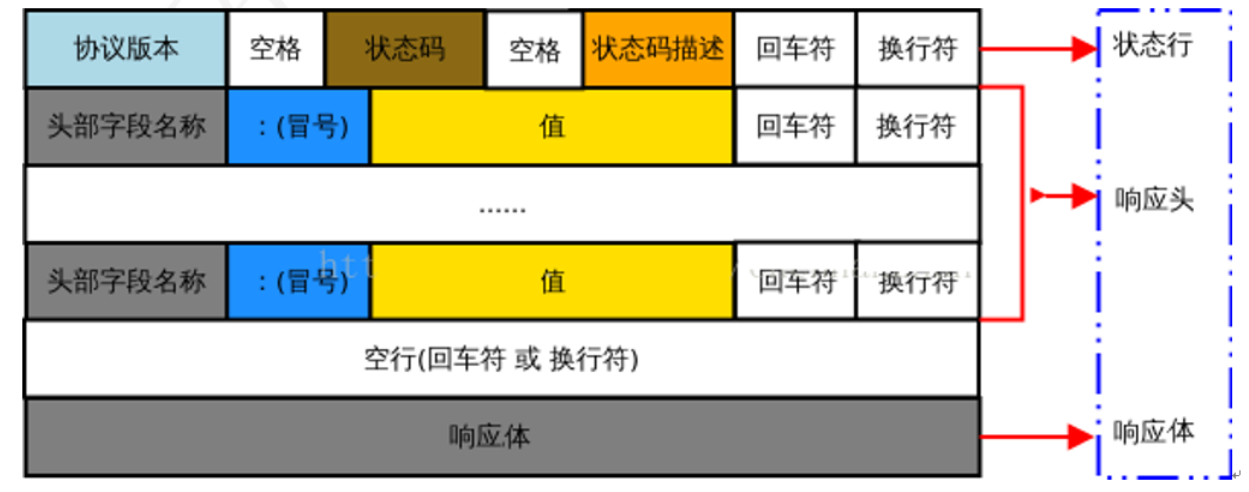 协议版本 空格 状态码 空格 状态码描述 回车符 换行符 状态行
头部字段名称 :(冒号) 值 回车符 换行符
...... 响应头
头部字段名称 :(冒号) 值 回车符 换行符
空行(回车符 或 换行符)
响应体 响应体